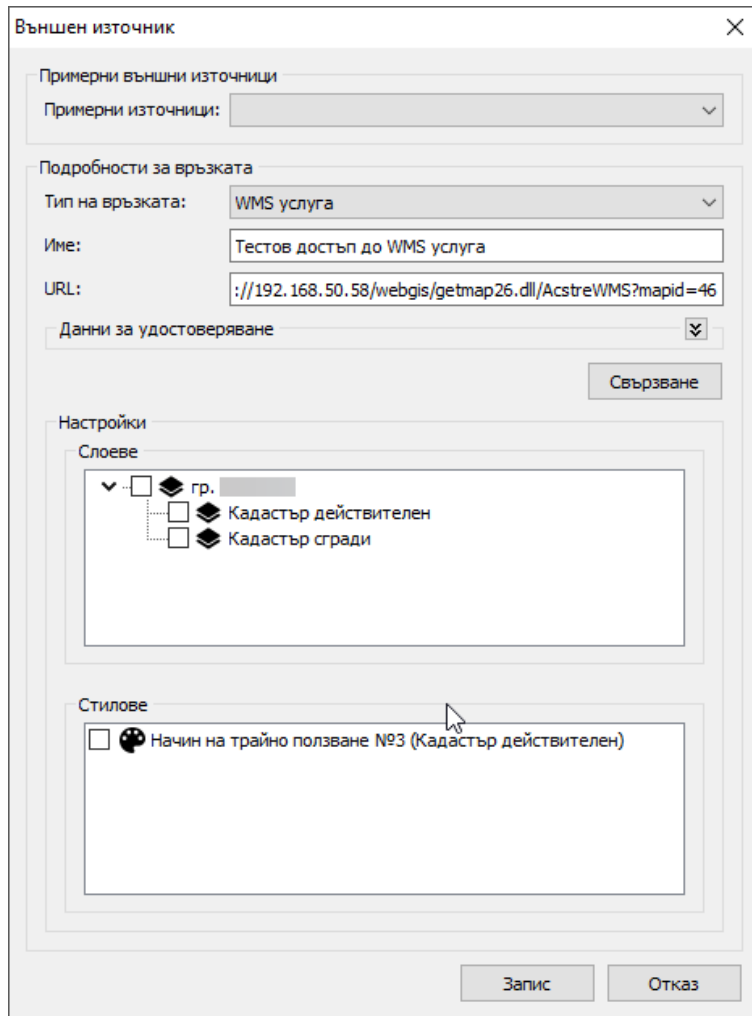 Външен източник
Примерни външни източници
Примерни източници:
Подробности за връзката
Тип на връзката: WMS услуга
Име: Тестов достъп до WMS услуга
URL: ://192.168.50.58/webgis/getmap26.dll/AcstreWMS?mapid=46
Данни за удостоверяване
Свързване
Настройки
Слоеве
гр.
Кадастър действителен
Кадастър сгради
Стилове
Начин на трайно ползване №3 (Кадастър действителен)
Запис Отказ